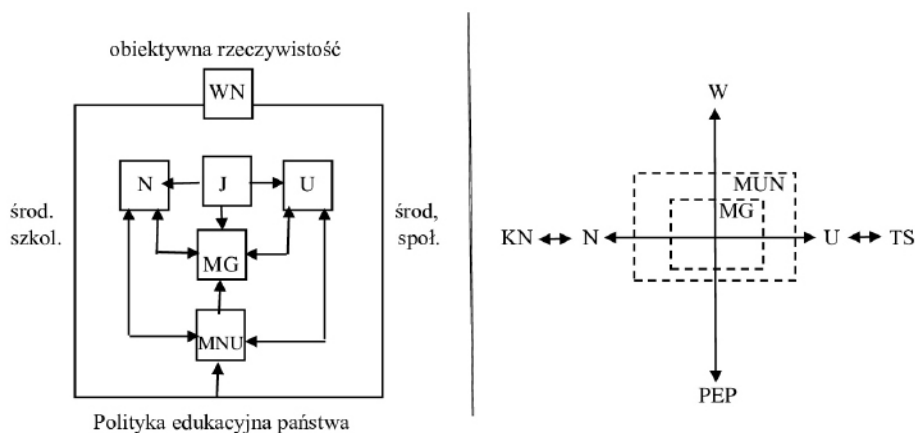 obiektywna rzeczywistość
WN
N
J
U
środ.
szkol.
środ,
społ.
MG
MNU
Polityka edukacyjna państwa
W
MUN
MG
KN
N
U
TS
PEP